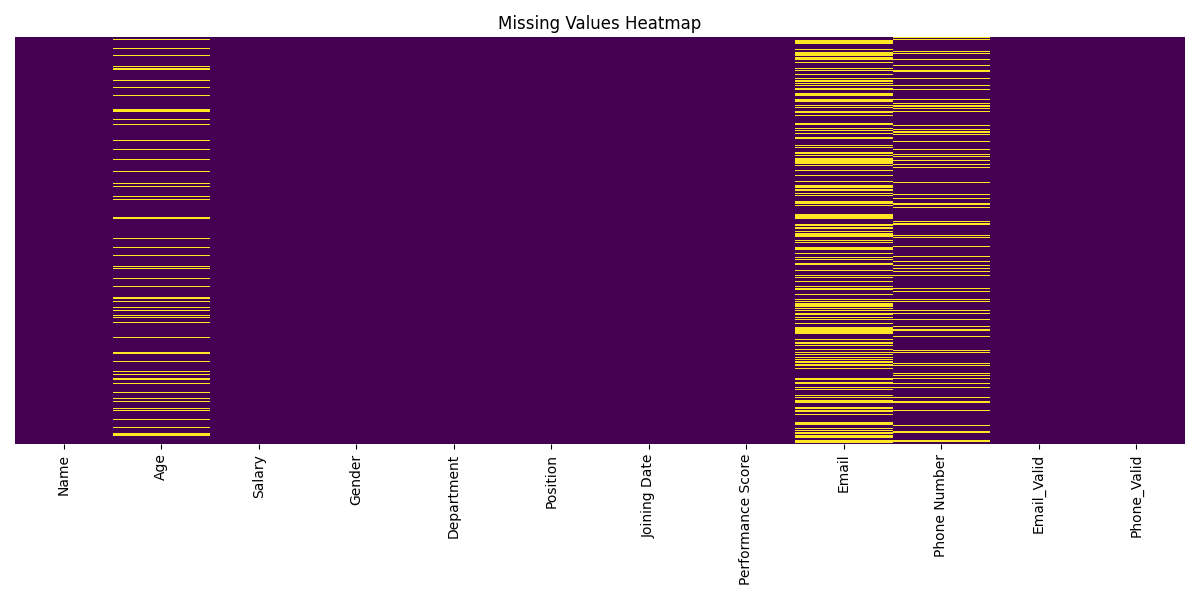 Missing Values Heatmap
Name
Age
Salary
Gender
Department
Position
Joining Date
Performance Score
Email
Phone Number
Email_Valid
Phone_Valid